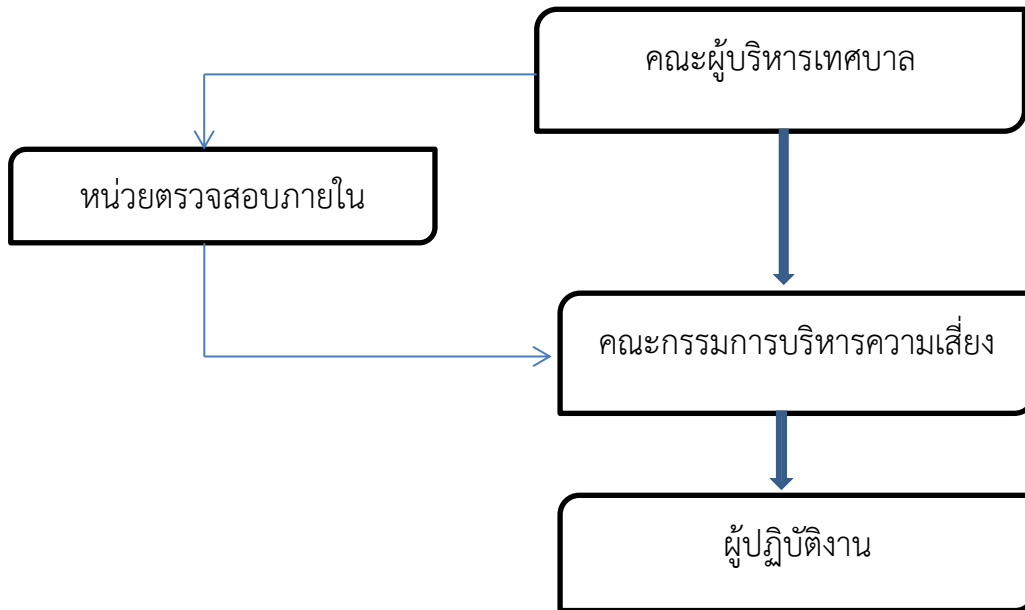 คณะผู้บริหารเทศบาล
หน่วยตรวจสอบภายใน
คณะกรรมการบริหารความเสี่ยง
ผู้ปฏิบัติงาน